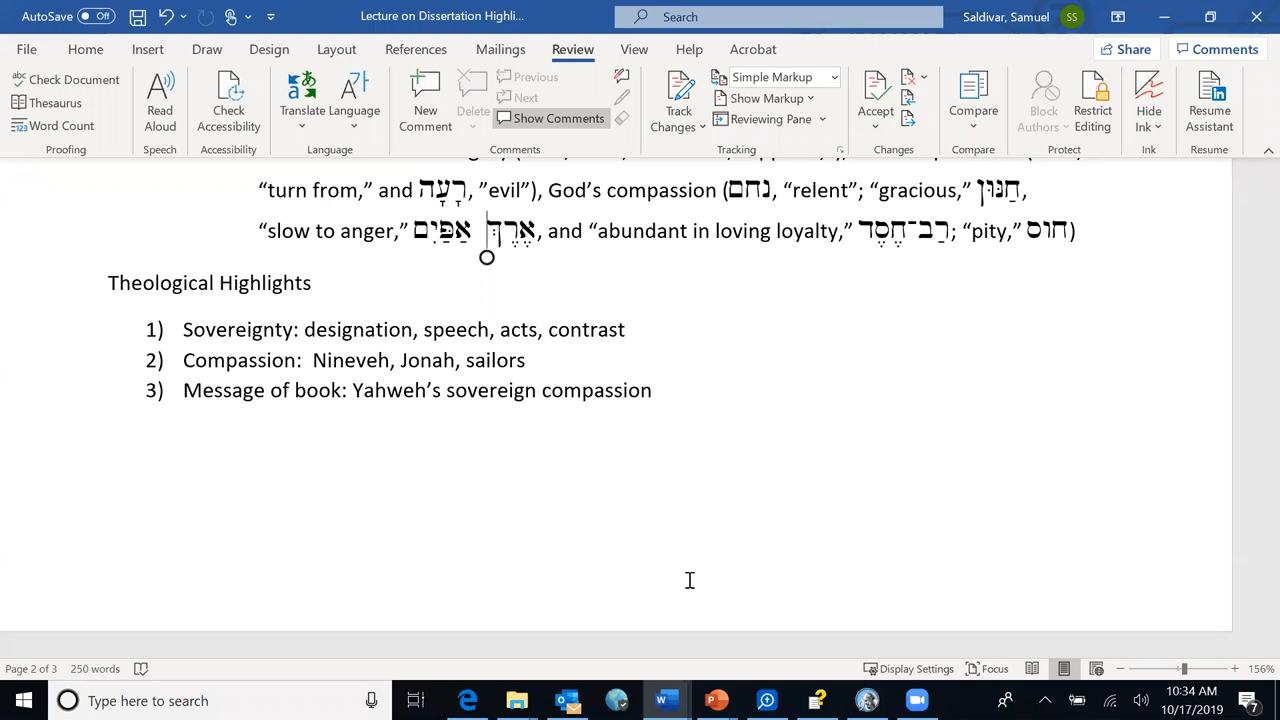 AutoSave Off
Lecture on Dissertation Highli...
Search
Saldivar, Samuel SS
File Home Insert Draw Design Layout References Mailings Review View Help Acrobat Share Comments
abc Check Document
Thesaurus
Word Count
Proofing
Read Aloud
Speech
Check Accessibility
Accessibility
Translate Language
Language
New Comment
Delete
Previous
Next
Show Comments
Comments
Track Changes
Simple Markup
Show Markup
Reviewing Pane
Tracking
Accept
Changes
Compare
Compare
Block Authors
Restrict Editing
Protect
Hide Ink
Ink
Resume Assistant
Resume
“turn from,” and רָעָה, ”evil”), God’s compassion (נחם, “relent”; “gracious,” חַנּוּן,
“slow to anger,” אֶרֶךְ אַפַּיִם, and “abundant in loving loyalty,” רַב־חֶסֶד; “pity,” חוס)
Theological Highlights
1) Sovereignty: designation, speech, acts, contrast
2) Compassion: Nineveh, Jonah, sailors
3) Message of book: Yahweh’s sovereign compassion
Page 2 of 3 250 words
Display Settings Focus 156%
Type here to search
10:34 AM
10/17/2019
7